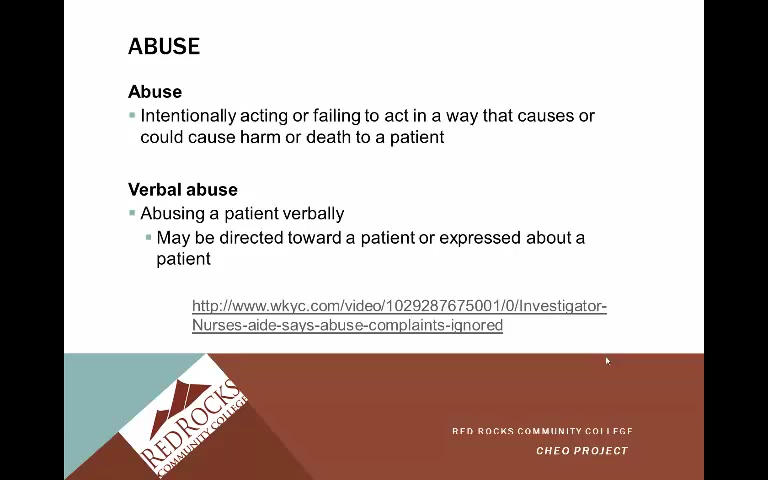 ABUSE
Abuse
Intentionally acting or failing to act in a way that causes or
could cause harm or death to a patient
Verbal abuse
Abusing a patient verbally
May be directed toward a patient or expressed about a
patient
http://www.wkyc.com/video/1029287675001/0/Investigator-
Nurses-aide-says-abuse-complaints-ignored
RED ROCKS
COMMUNITY COLLEGE
RED ROCKS COMMUNITY COLLEGE
CHEO PROJECT